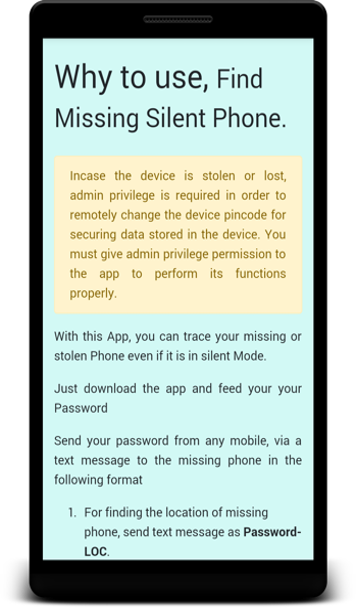 Why to use, Find
Missing Silent Phone.
Incase the device is stolen or lost,
admin privilege is required in order to
remotely change the device pincode for
securing data stored in the device. You
must give admin privilege permission to
the app to perform its functions
properly.
With this App, you can trace your missing or
stolen Phone even if it is in silent Mode.
Just download the app and feed your your
Password
Send your password from any mobile, via a
text message to the missing phone in the
following format
1. For finding the location of missing
phone, send text message as Password-
LOC.